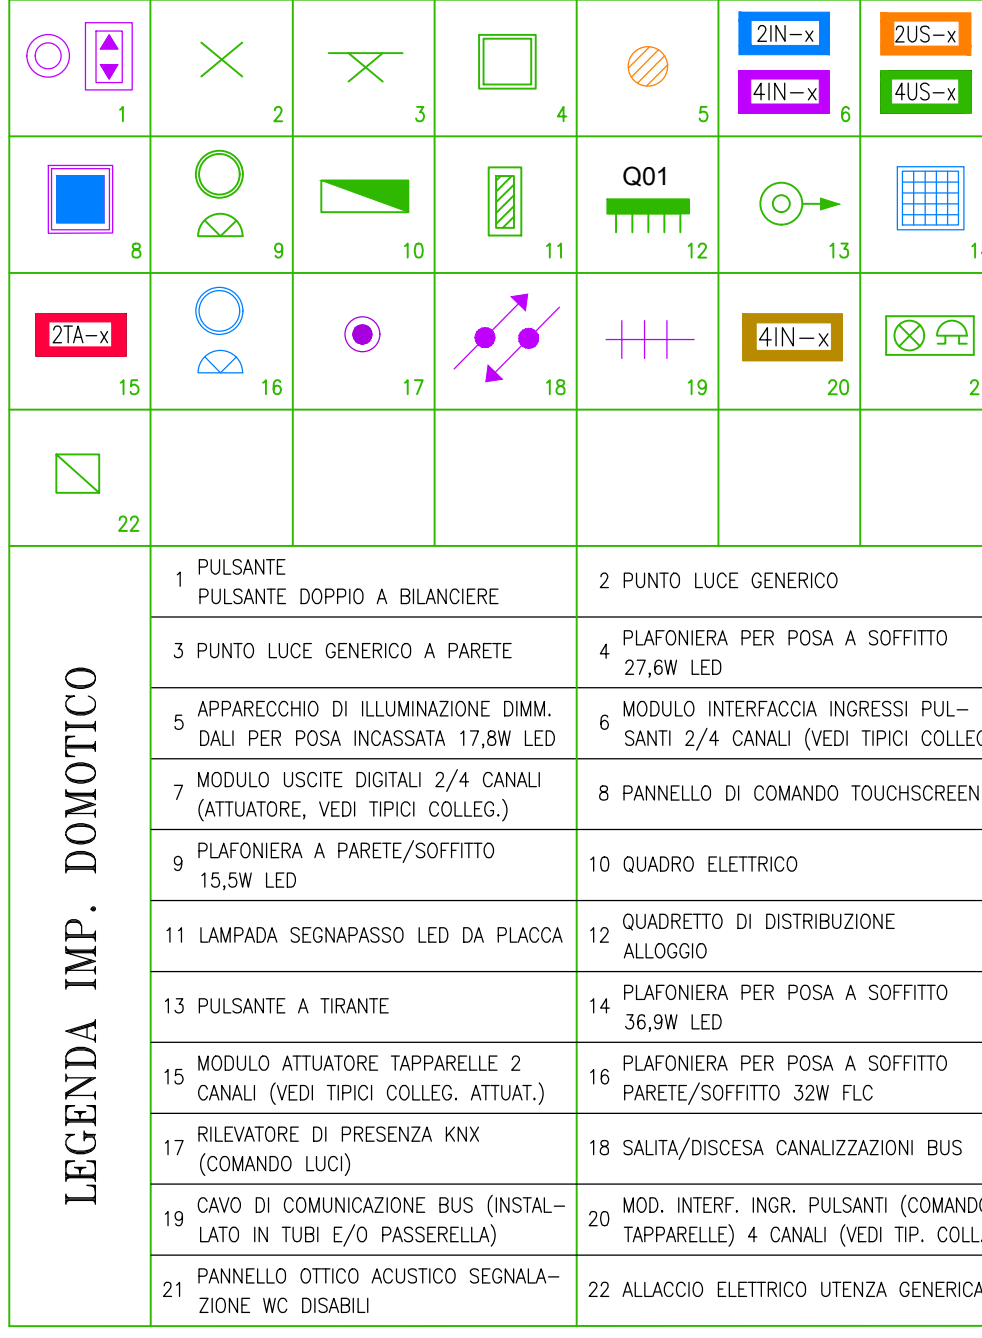 2IN-x
2US-x
4IN-x
4US-x
1
2
3
4
5
6
Q01
8
9
10
11
12
13
2TA-x
4IN-x
15
16
17
18
19
20
22
LEGENDA IMP. DOMOTICO
1 PULSANTE
PULSANTE DOPPIO A BILANCIERE
2 PUNTO LUCE GENERICO
3 PUNTO LUCE GENERICO A PARETE
4 PLAFONIERA PER POSA A SOFFITTO
27,6W LED
5 APPARECCHIO DI ILLUMINAZIONE DIMM.
DALI PER POSA INCASSATA 17,8W LED
6 MODULO INTERFACCIA INGRESSI PUL-
SANTI 2/4 CANALI (VEDI TIPICI COLLEG
7 MODULO USCITE DIGITALI 2/4 CANALI
(ATTUATORE, VEDI TIPICI COLLEG.)
8 PANNELLO DI COMANDO TOUCHSCREEN
9 PLAFONIERA A PARETE/SOFFITTO
15,5W LED
10 QUADRO ELETTRICO
11 LAMPADA SEGNAPASSO LED DA PLACCA
12 QUADRETTO DI DISTRIBUZIONE
ALLOGGIO
13 PULSANTE A TIRANTE
14 PLAFONIERA PER POSA A SOFFITTO
36,9W LED
15 MODULO ATTUATORE TAPPARELLE 2
CANALI (VEDI TIPICI COLLEG. ATTUAT.)
16 PLAFONIERA PER POSA A SOFFITTO
PARETE/SOFFITTO 32W FLC
17 RILEVATORE DI PRESENZA KNX
(COMANDO LUCI)
18 SALITA/DISCESA CANALIZZAZIONI BUS
19 CAVO DI COMUNICAZIONE BUS (INSTAL-
LATO IN TUBI E/O PASSERELLA)
20 MOD. INTERF. INGR. PULSANTI (COMANDO
TAPPARELLE) 4 CANALI (VEDI TIP. COLL.
21 PANNELLO OTTICO ACUSTICO SEGNALA-
ZIONE WC DISABILI
22 ALLACCIO ELETTRICO UTENZA GENERICA